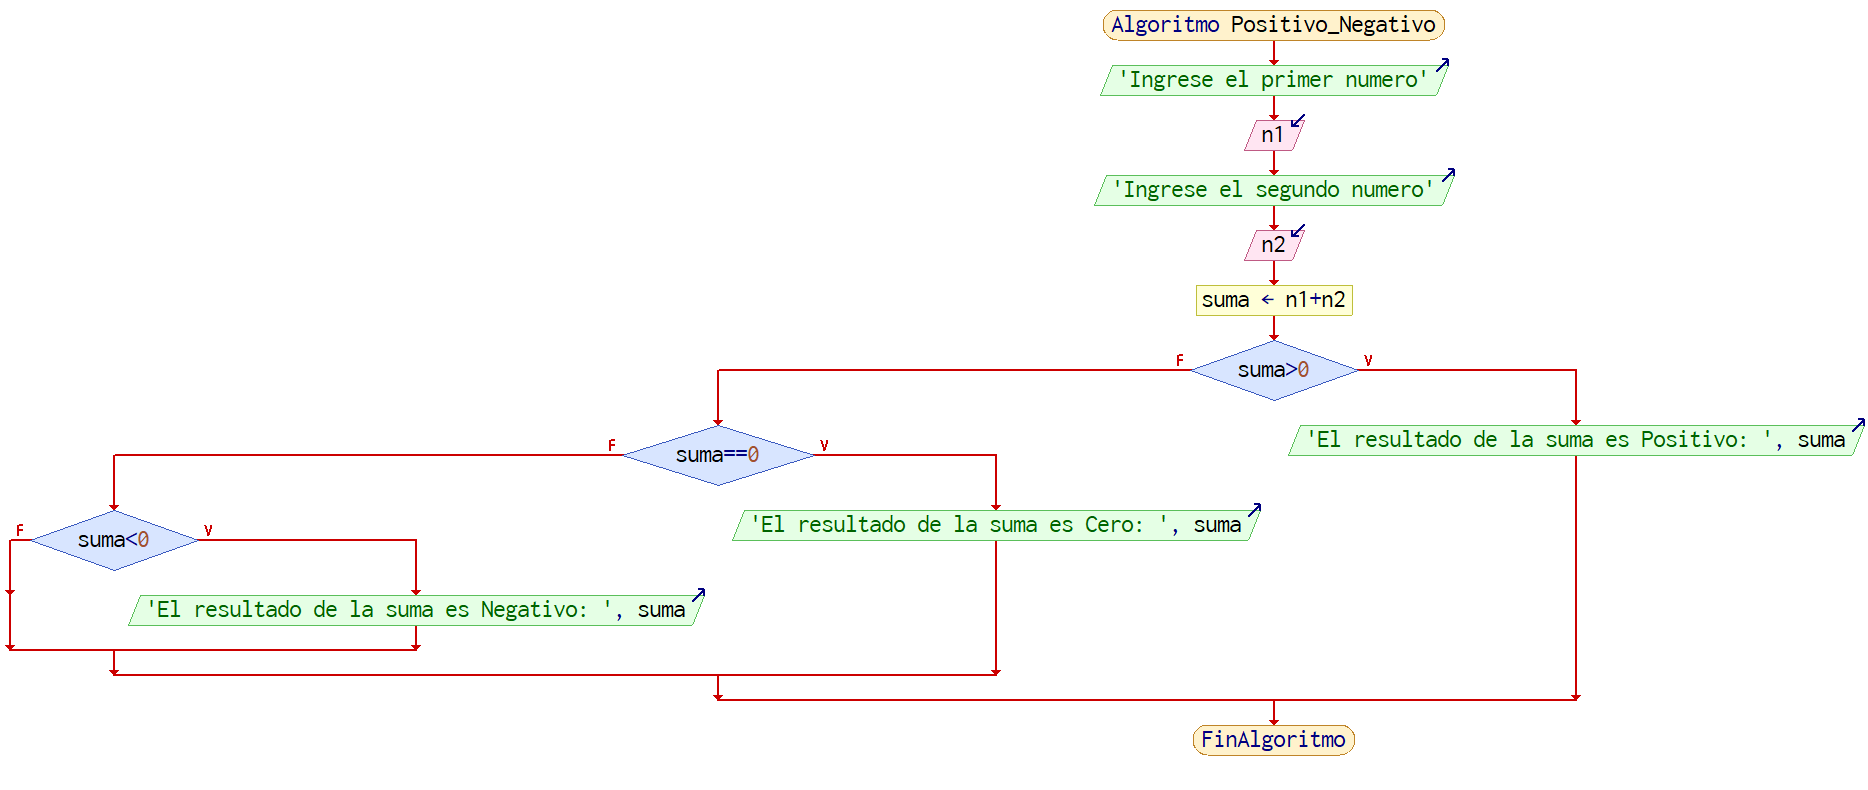 Algoritmo Positivo_Negativo
'Ingrese el primer numero'
n1
'Ingrese el segundo numero'
n2
suma ← n1+n2
F
suma>0
V
'El resultado de la suma es Positivo: ', suma
F
suma==0
V
'El resultado de la suma es Cero: ', suma
F
suma<0
V
'El resultado de la suma es Negativo: ', suma
FinAlgoritmo